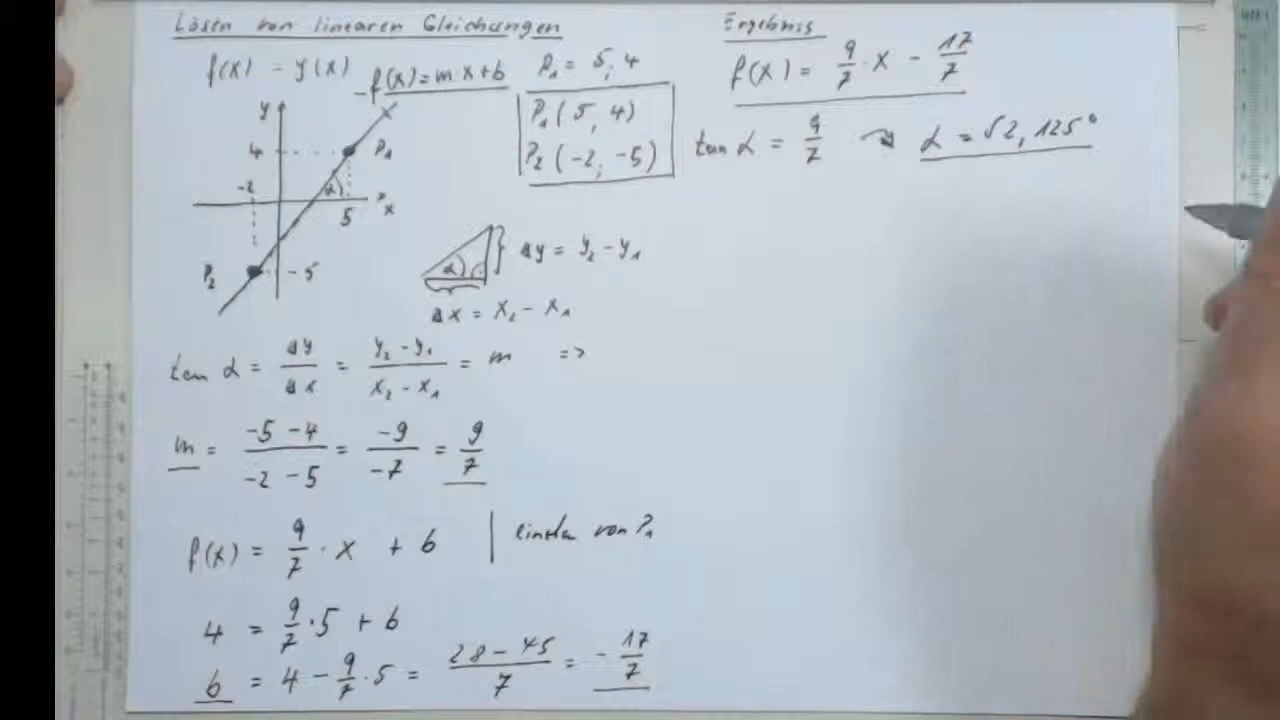 Lösen von linearen Gleichungen
f(x) = y(x)
f(x) = m·x+b
P₁ = 5; 4
P₁ (5, 4)
P₂ (-2, -5)
y
4
P₁
-2
α
5
x
P₂
-5
α
Δy = y₂ - y₁
Δx = x₂ - x₁
tan α = Δy/Δx = (y₂ - y₁)/(x₂ - x₁) = m =>
m = (-5 -4)/(-2 -5) = -9/-7 = 9/7
f(x) = 9/7 · x + b | von P₁
4 = 9/7 · 5 + b
b = 4 - 9/7 · 5 = (28 - 45)/7 = - 17/7
Ergebnis
f(x) = 9/7 · x - 17/7
tan α = 9/7 → α = 52,125°